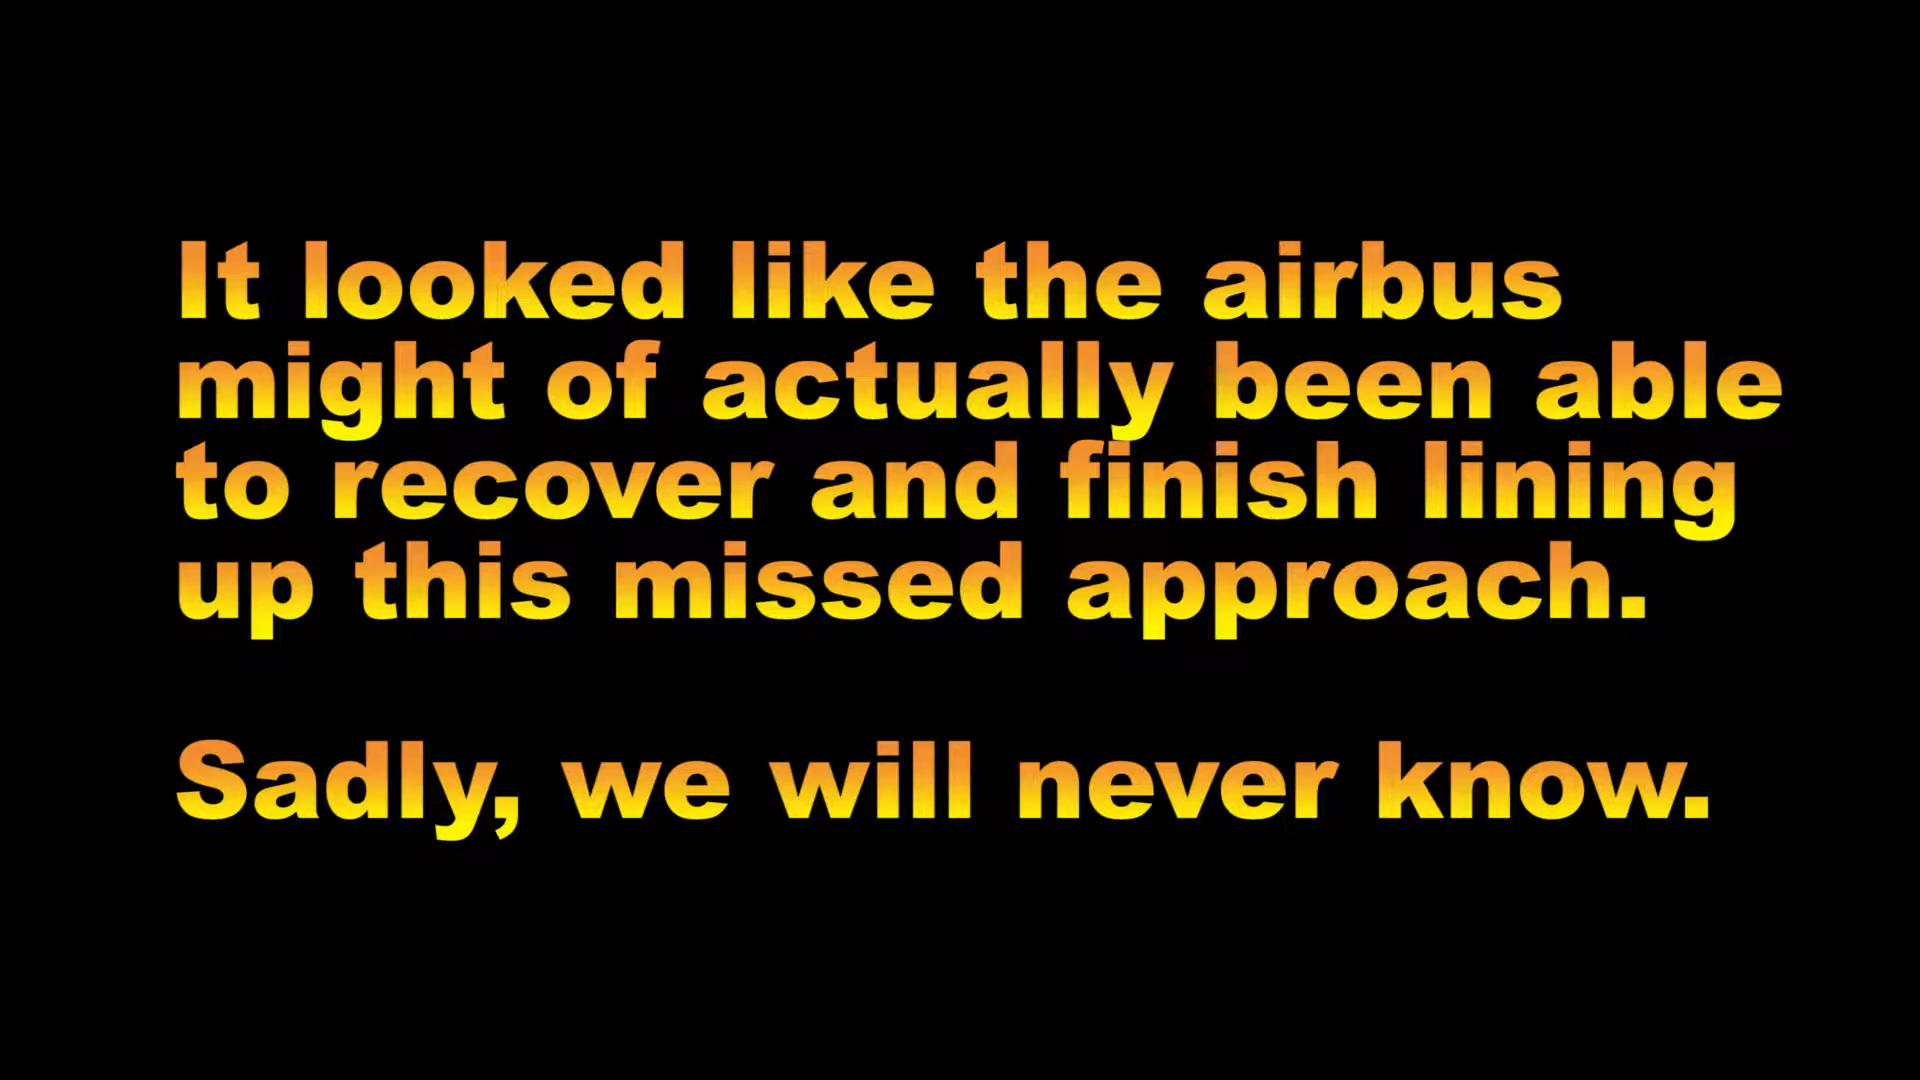 It looked like the airbus
might of actually been able
to recover and finish lining
up this missed approach.
Sadly, we will never know.